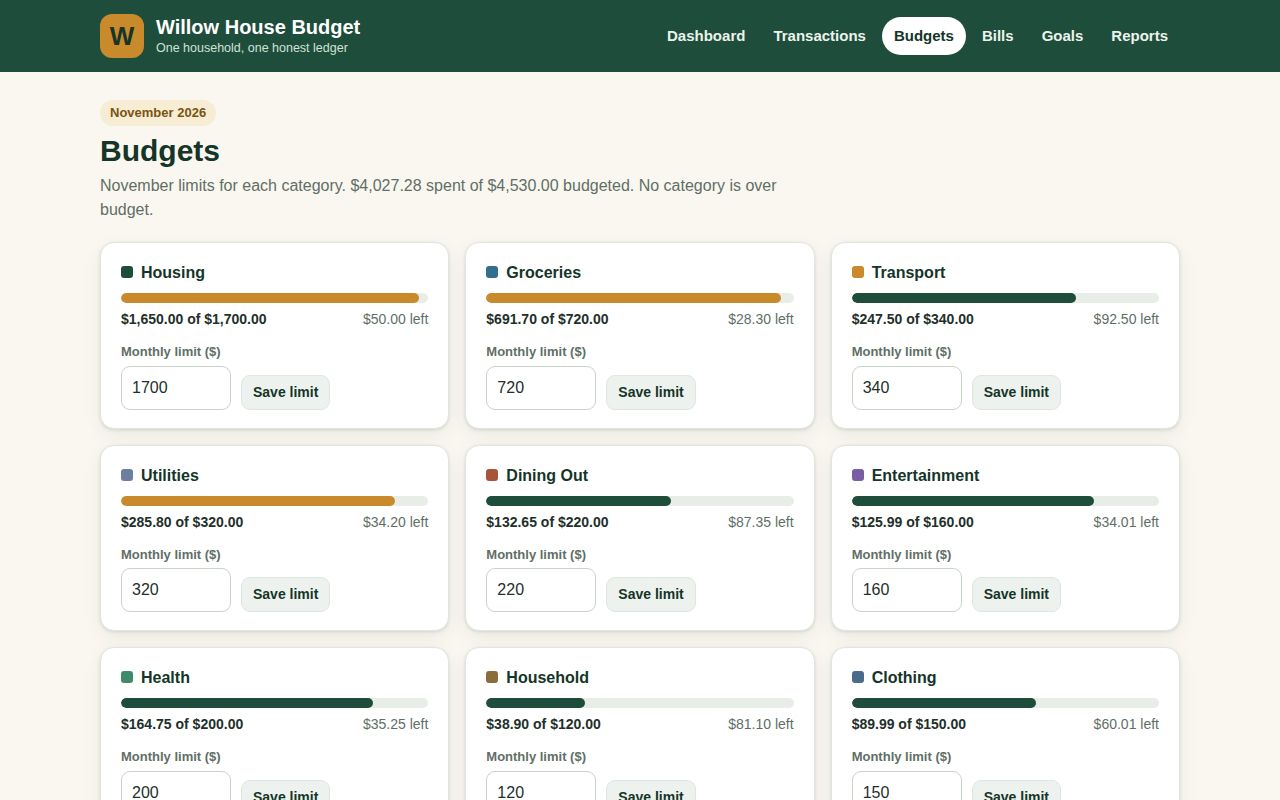 W
Willow House Budget
One household, one honest ledger
Dashboard
Transactions
Budgets
Bills
Goals
Reports
November 2026
Budgets
November limits for each category. $4,027.28 spent of $4,530.00 budgeted. No category is over
budget.
Housing
$1,650.00 of $1,700.00
$50.00 left
Monthly limit ($)
1700
Save limit
Groceries
$691.70 of $720.00
$28.30 left
Monthly limit ($)
720
Save limit
Transport
$247.50 of $340.00
$92.50 left
Monthly limit ($)
340
Save limit
Utilities
$285.80 of $320.00
$34.20 left
Monthly limit ($)
320
Save limit
Dining Out
$132.65 of $220.00
$87.35 left
Monthly limit ($)
220
Save limit
Entertainment
$125.99 of $160.00
$34.01 left
Monthly limit ($)
160
Save limit
Health
$164.75 of $200.00
$35.25 left
Monthly limit ($)
200
Save limit
Household
$38.90 of $120.00
$81.10 left
Monthly limit ($)
120
Save limit
Clothing
$89.99 of $150.00
$60.01 left
Monthly limit ($)
150
Save limit